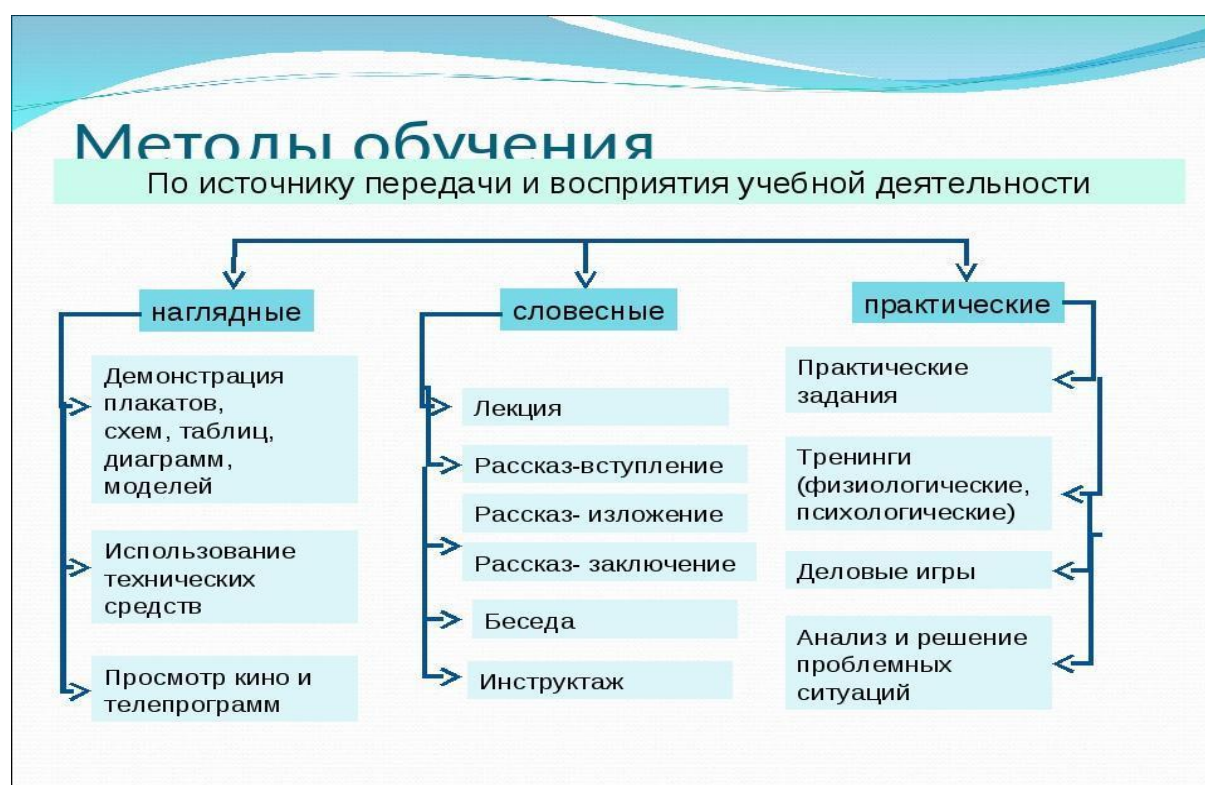 Методы обучения
По источнику передачи и восприятия учебной деятельности
наглядные
Демонстрация
плакатов,
схем, таблиц,
диаграмм,
моделей
Использование
технических
средств
Просмотр кино и
телепрограмм
словесные
Лекция
Рассказ-вступление
Рассказ- изложение
Рассказ- заключение
Беседа
Инструктаж
практические
Практические
задания
Тренинги
(физиологические,
психологические)
Деловые игры
Анализ и решение
проблемных
ситуаций